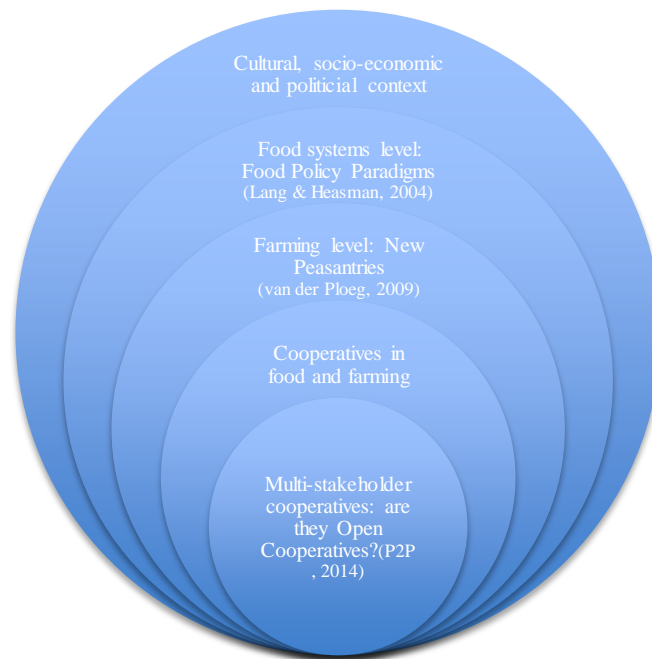 Cultural, socio-economic
and politicial context
Food systems level:
Food Policy Paradigms
(Lang & Heasman, 2004)
Farming level: New
Peasantries
(van der Ploeg, 2009)
Cooperatives in
food and farming
Multi-stakeholder
cooperatives: are
they Open
Cooperatives?(P2P
, 2014)